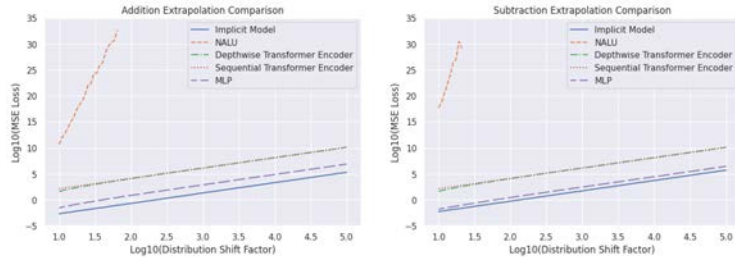 Addition Extrapolation Comparison
35
30
25
20
15
10
5
0
−5
Log10(MSE Loss)
Implicit Model
NALU
Depthwise Transformer Encoder
Sequential Transformer Encoder
MLP
1.0 1.5 2.0 2.5 3.0 3.5 4.0 4.5 5.0
Log10(Distribution Shift Factor)
Subtraction Extrapolation Comparison
35
30
25
20
15
10
5
0
−5
Log10(MSE Loss)
Implicit Model
NALU
Depthwise Transformer Encoder
Sequential Transformer Encoder
MLP
1.0 1.5 2.0 2.5 3.0 3.5 4.0 4.5 5.0
Log10(Distribution Shift Factor)